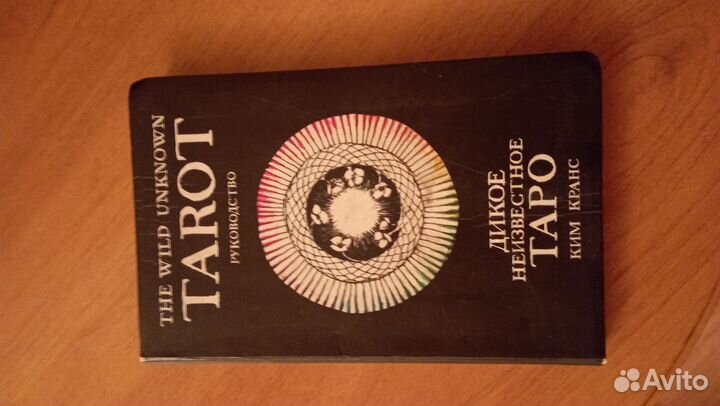 THE WILD UNKNOWN
TAROT
РУКОВОДСТВО
ДИКОЕ
НЕИЗВЕСТНОЕ
ТАРО
КИМ КРАНС
Avito